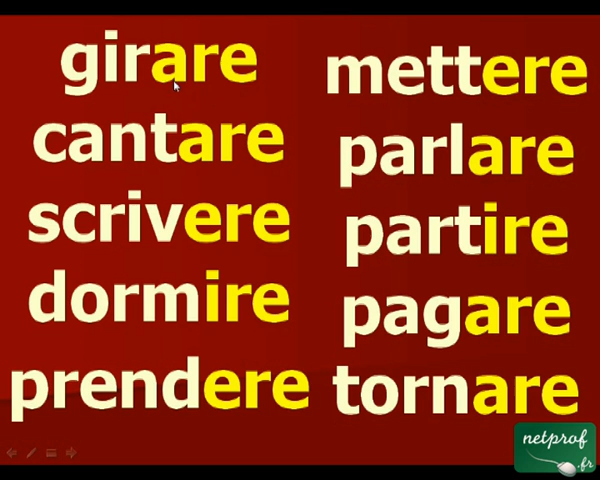 girare
cantare
scrivere
dormire
prendere
mettere
parlare
partire
pagare
tornare
netprof
.fr